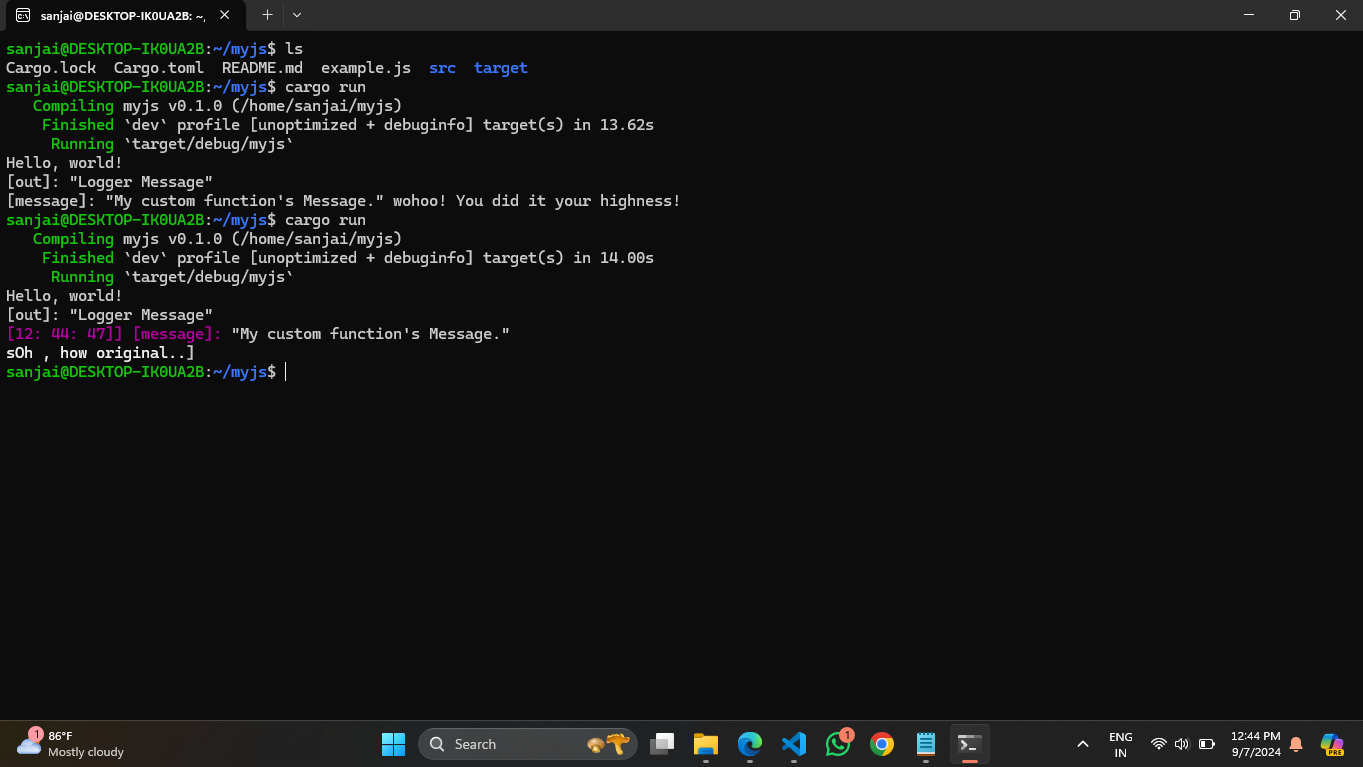 sanjai@DESKTOP-IK0UA2B: ~,
sanjai@DESKTOP-IK0UA2B:~/myjs$ ls
Cargo.lock  Cargo.toml  README.md  example.js  src  target
sanjai@DESKTOP-IK0UA2B:~/myjs$ cargo run
   Compiling myjs v0.1.0 (/home/sanjai/myjs)
    Finished `dev` profile [unoptimized + debuginfo] target(s) in 13.62s
     Running `target/debug/myjs`
Hello, world!
[out]: "Logger Message"
[message]: "My custom function's Message." wohoo! You did it your highness!
sanjai@DESKTOP-IK0UA2B:~/myjs$ cargo run
   Compiling myjs v0.1.0 (/home/sanjai/myjs)
    Finished `dev` profile [unoptimized + debuginfo] target(s) in 14.00s
     Running `target/debug/myjs`
Hello, world!
[out]: "Logger Message"
[12: 44: 47]] [message]: "My custom function's Message."
sOh , how original..]
sanjai@DESKTOP-IK0UA2B:~/myjs$
1
86°F
Mostly cloudy
Search
1
ENG
IN
12:44 PM
9/7/2024
PRE